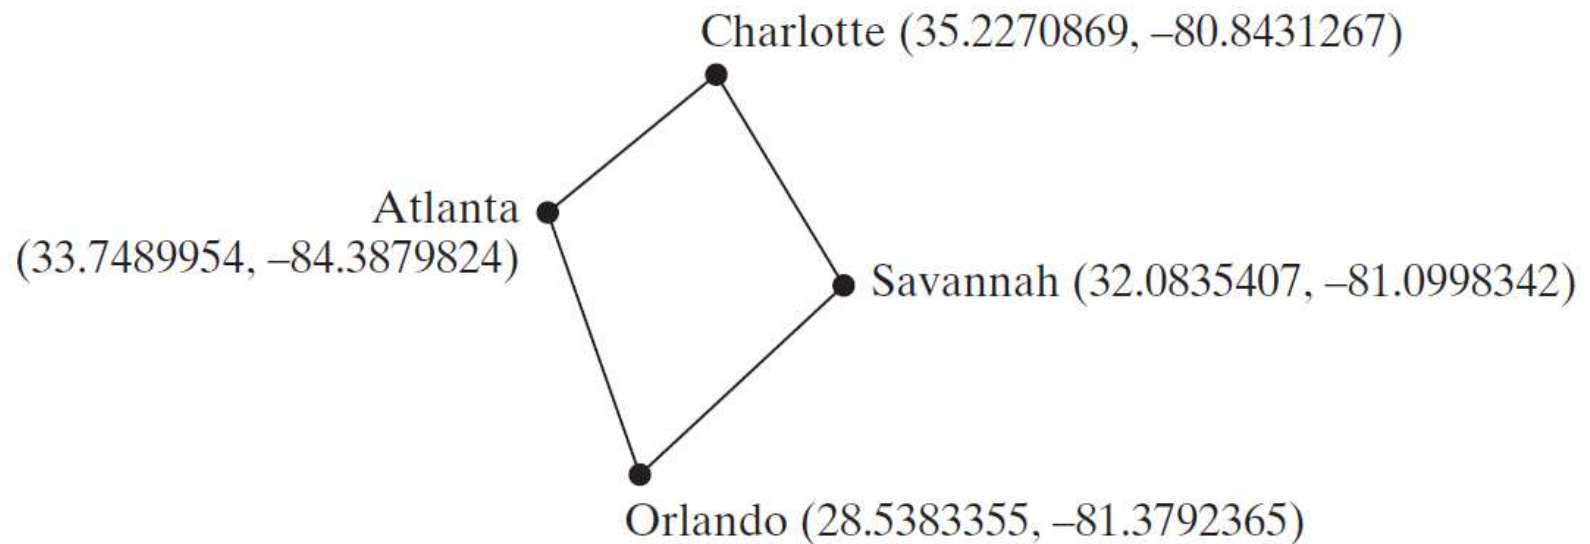 Charlotte (35.2270869, –80.8431267)
Atlanta
(33.7489954, –84.3879824)
Savannah (32.0835407, –81.0998342)
Orlando (28.5383355, –81.3792365)